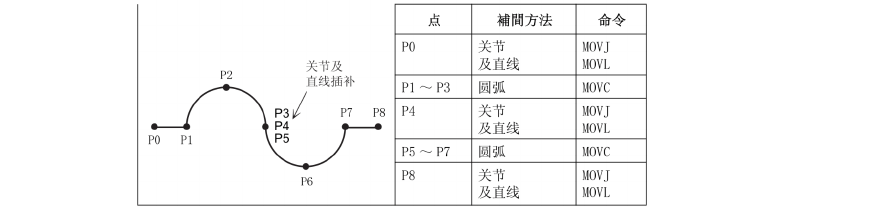 P2
关节及
直线插补
P3
P4
P5
P7
P8
P0
P1
P6
点 補間方法 命令
P0 关节 MOVJ
及直线 MOVL
P1～P3 圆弧 MOVC
P4 关节 MOVJ
及直线 MOVL
P5～P7 圆弧 MOVC
P8 关节 MOVJ
及直线 MOVL